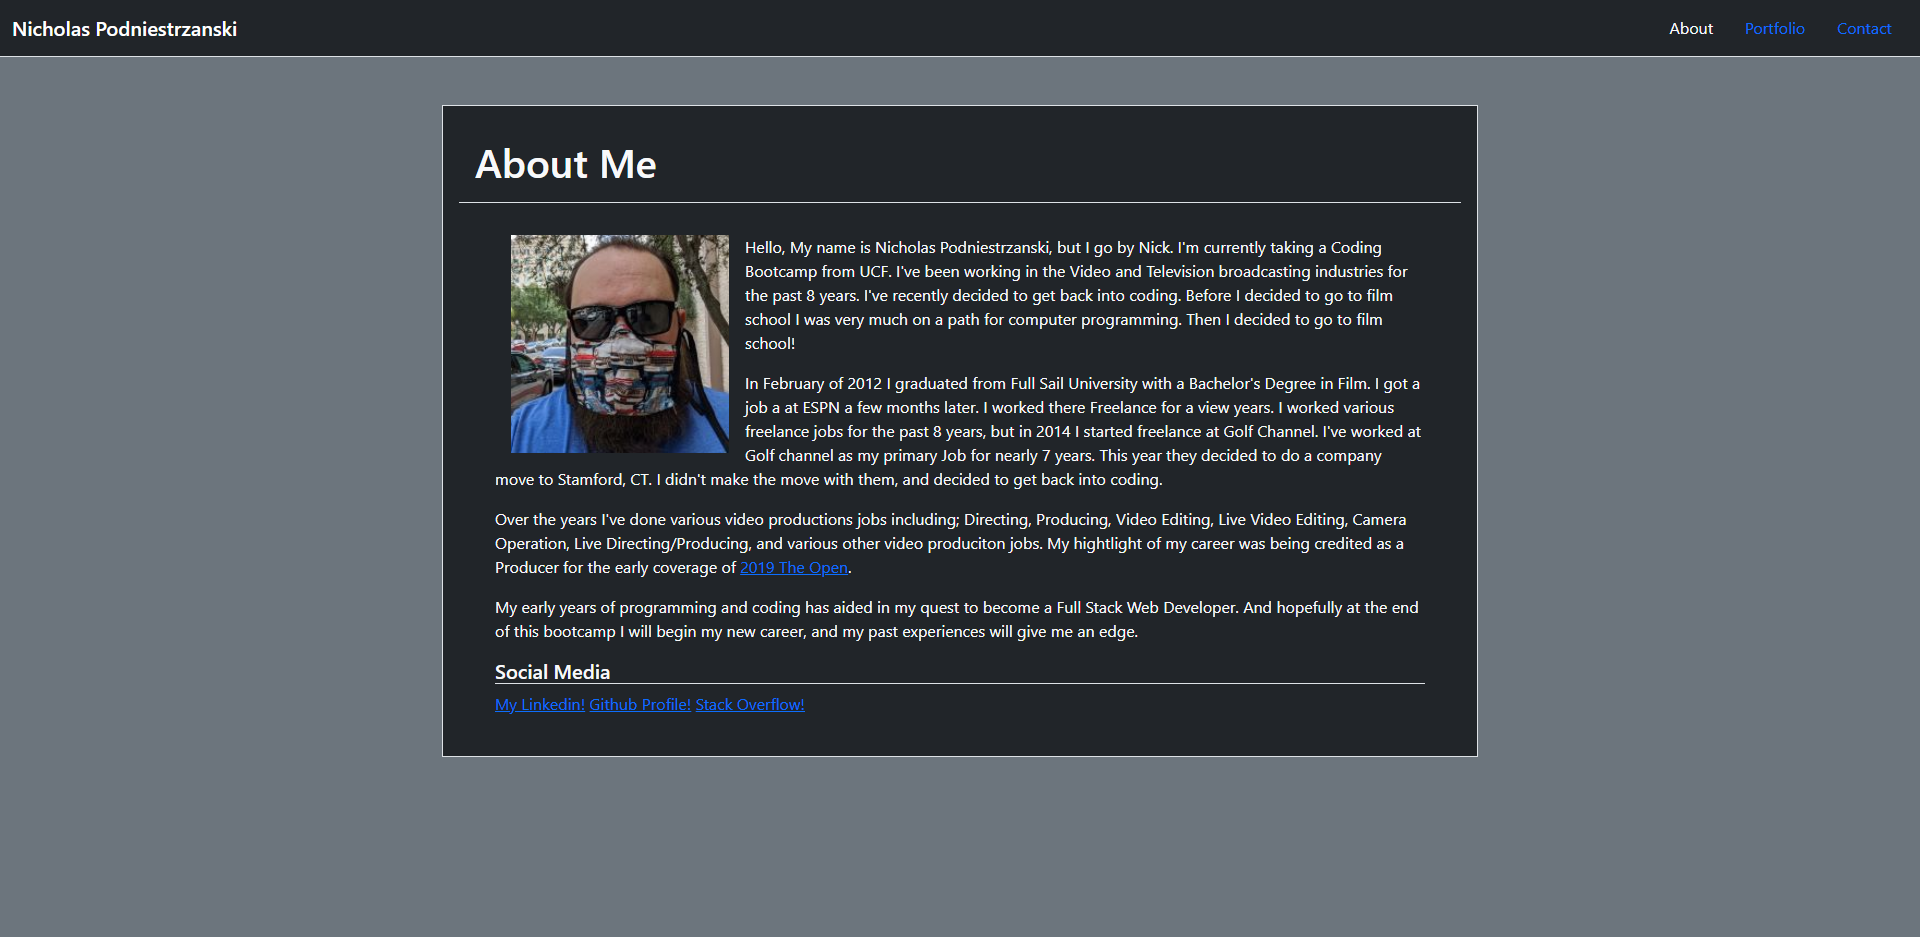 Nicholas Podniestrzanski
About
Portfolio
Contact
About Me
Hello, My name is Nicholas Podniestrzanski, but I go by Nick. I'm currently taking a Coding
Bootcamp from UCF. I've been working in the Video and Television broadcasting industries for
the past 8 years. I've recently decided to get back into coding. Before I decided to go to film
school I was very much on a path for computer programming. Then I decided to go to film
school!
In February of 2012 I graduated from Full Sail University with a Bachelor's Degree in Film. I got a
job a at ESPN a few months later. I worked there Freelance for a view years. I worked various
freelance jobs for the past 8 years, but in 2014 I started freelance at Golf Channel. I've worked at
Golf channel as my primary Job for nearly 7 years. This year they decided to do a company
move to Stamford, CT. I didn't make the move with them, and decided to get back into coding.
Over the years I've done various video productions jobs including; Directing, Producing, Video Editing, Live Video Editing, Camera
Operation, Live Directing/Producing, and various other video produciton jobs. My hightlight of my career was being credited as a
Producer for the early coverage of 2019 The Open.
My early years of programming and coding has aided in my quest to become a Full Stack Web Developer. And hopefully at the end
of this bootcamp I will begin my new career, and my past experiences will give me an edge.
Social Media
My Linkedin! Github Profile! Stack Overflow!